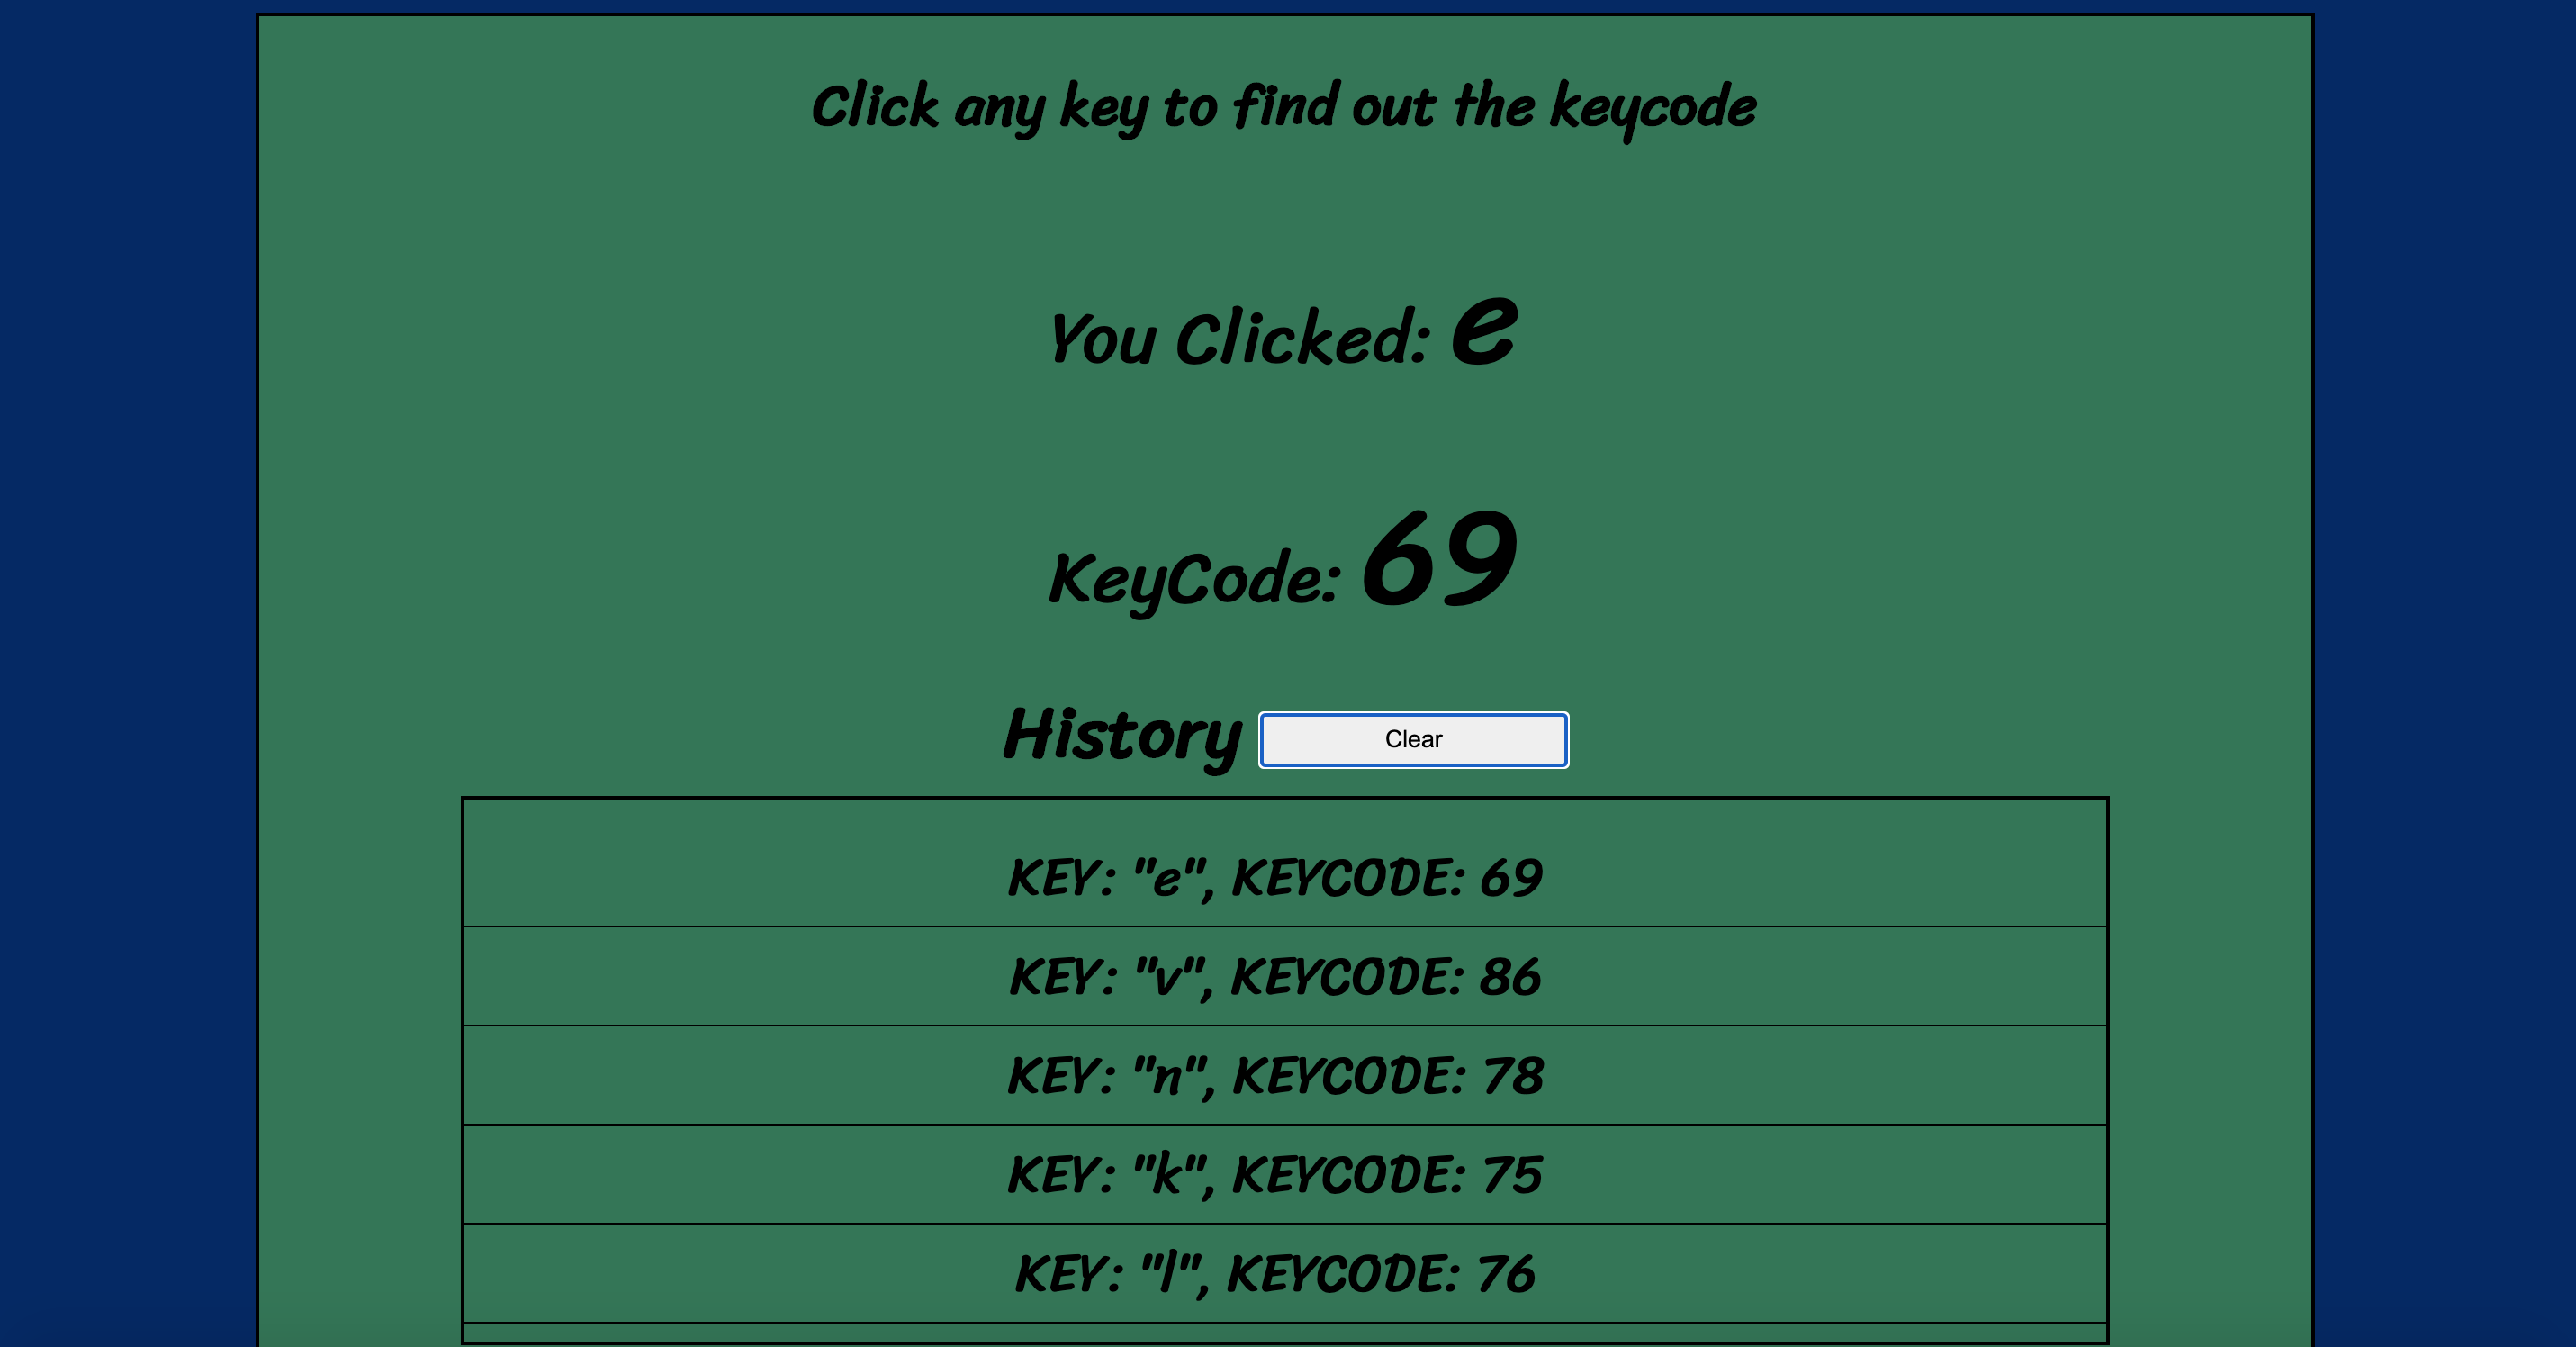 Click any key to find out the keycode
You Clicked: e
KeyCode: 69
History Clear
KEY: "e", KEYCODE: 69
KEY: "v", KEYCODE: 86
KEY: "n", KEYCODE: 78
KEY: "k", KEYCODE: 75
KEY: "l", KEYCODE: 76